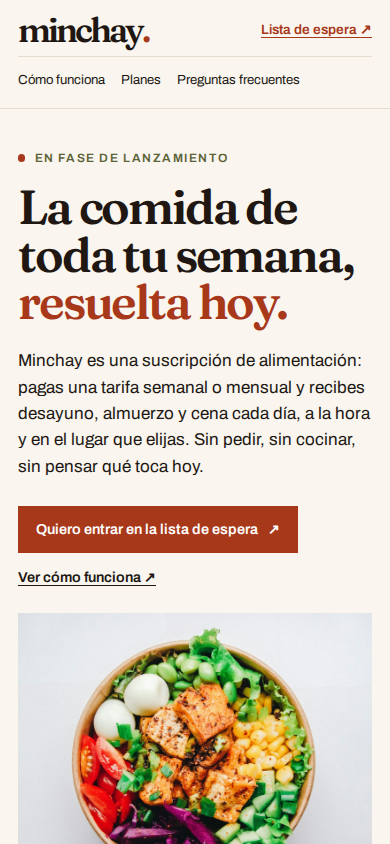 minchay.
Lista de espera ↗
Cómo funciona Planes Preguntas frecuentes
EN FASE DE LANZAMIENTO
La comida de
toda tu semana,
resuelta hoy.
Minchay es una suscripción de alimentación:
pagas una tarifa semanal o mensual y recibes
desayuno, almuerzo y cena cada día, a la hora
y en el lugar que elijas. Sin pedir, sin cocinar,
sin pensar qué toca hoy.
Quiero entrar en la lista de espera ↗
Ver cómo funciona ↗